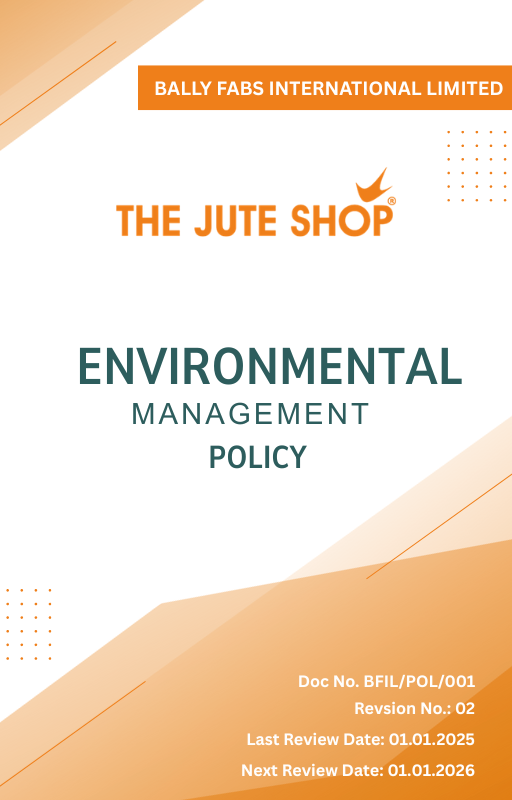 BALLY FABS INTERNATIONAL LIMITED
THE JUTE SHOP®
ENVIRONMENTAL
MANAGEMENT
POLICY
Doc No. BFIL/POL/001
Revsion No.: 02
Last Review Date: 01.01.2025
Next Review Date: 01.01.2026